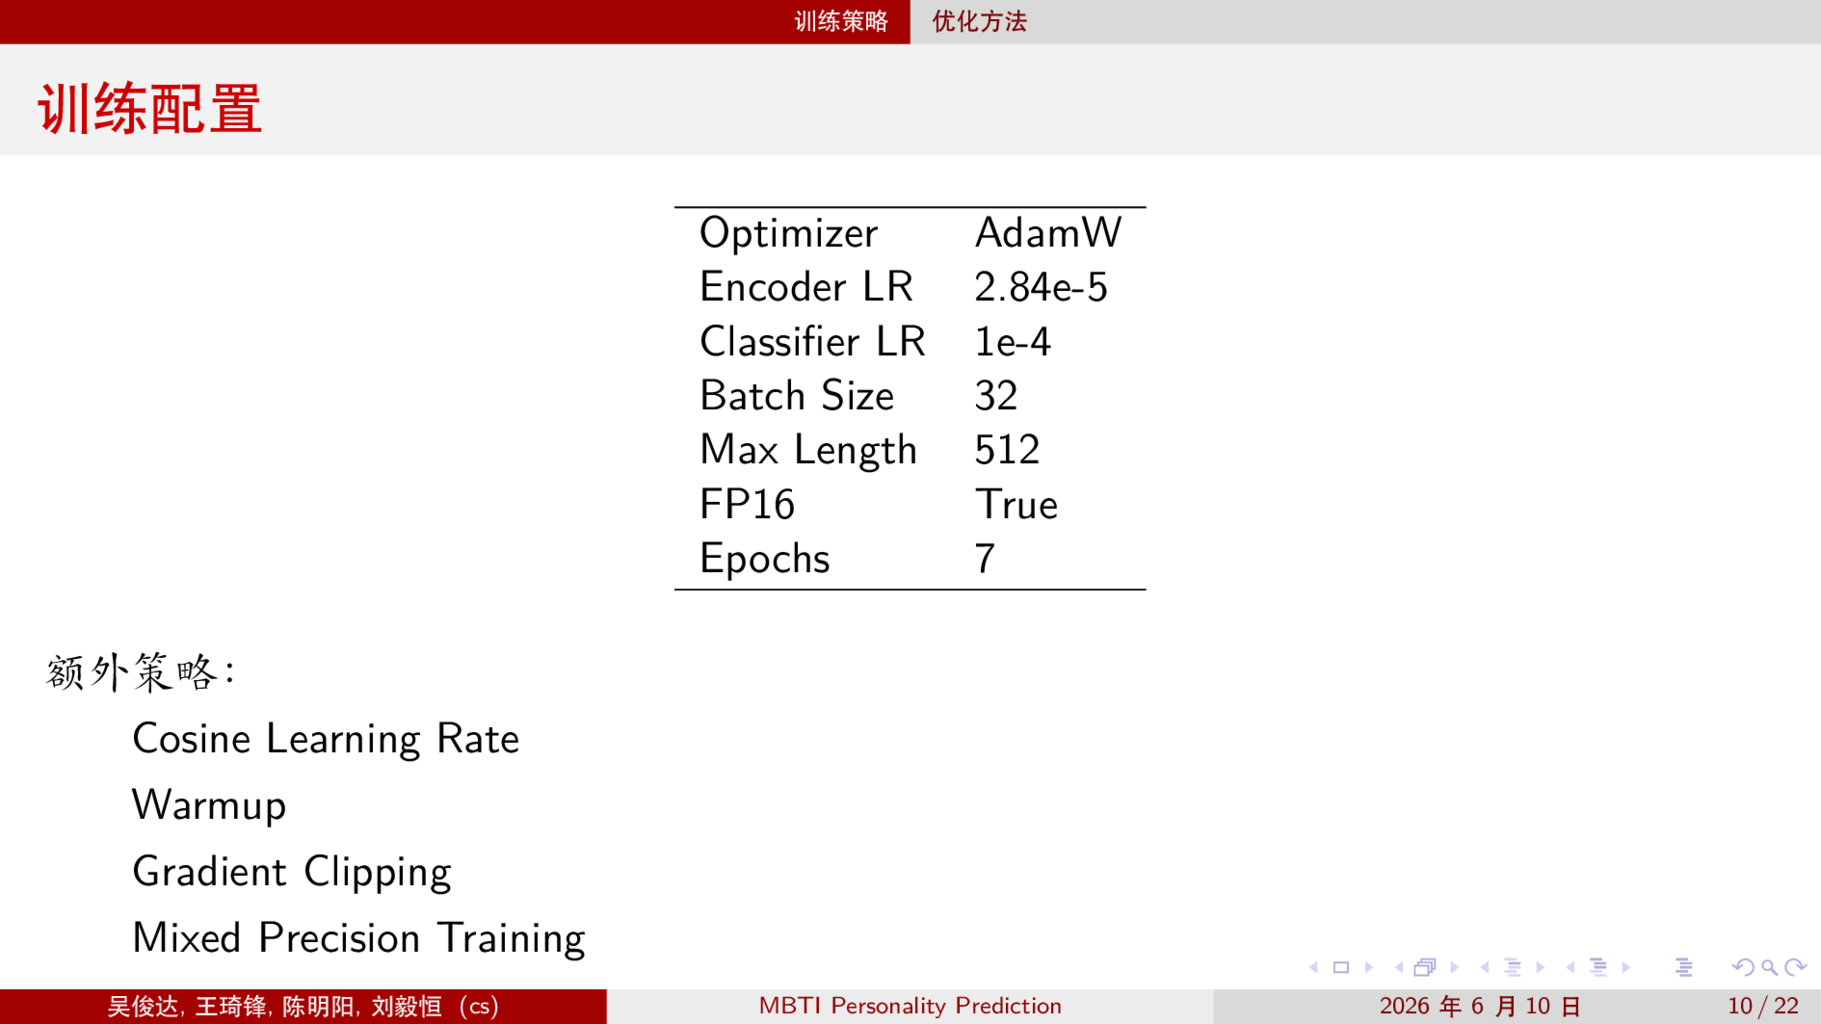 训练策略 优化方法
训练配置
Optimizer AdamW
Encoder LR 2.84e-5
Classifier LR 1e-4
Batch Size 32
Max Length 512
FP16 True
Epochs 7
额外策略:
Cosine Learning Rate
Warmup
Gradient Clipping
Mixed Precision Training
吴俊达, 王琦锋, 陈明阳, 刘毅恒 (cs) MBTI Personality Prediction 2026 年 6 月 10 日 10 / 22